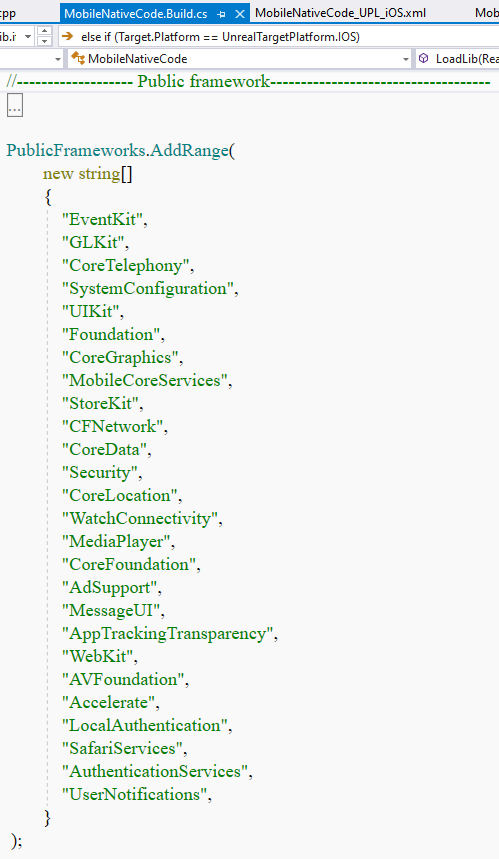 cpp MobileNativeCode.Build.cs MobileNativeCode_UPL_iOS.xml Mob
else if (Target.Platform == UnrealTargetPlatform.IOS)
MobileNativeCode LoadLib(Rea
//------------------- Public framework------------------------------------
...
PublicFrameworks.AddRange(
new string[]
{
"EventKit",
"GLKit",
"CoreTelephony",
"SystemConfiguration",
"UIKit",
"Foundation",
"CoreGraphics",
"MobileCoreServices",
"StoreKit",
"CFNetwork",
"CoreData",
"Security",
"CoreLocation",
"WatchConnectivity",
"MediaPlayer",
"CoreFoundation",
"AdSupport",
"MessageUI",
"AppTrackingTransparency",
"WebKit",
"AVFoundation",
"Accelerate",
"LocalAuthentication",
"SafariServices",
"AuthenticationServices",
"UserNotifications",
}
);